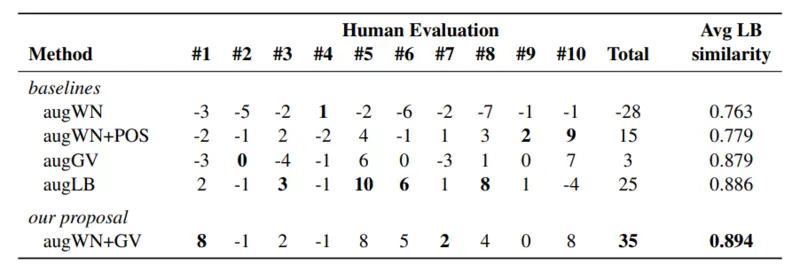 Human Evaluation Avg LB
Method #1 #2 #3 #4 #5 #6 #7 #8 #9 #10 Total similarity
baselines
augWN -3 -5 -2 1 -2 -6 -2 -7 -1 -1 -28 0.763
augWN+POS -2 -1 2 -2 4 -1 1 3 2 9 15 0.779
augGV -3 0 -4 -1 6 0 -3 1 0 7 3 0.879
augLB 2 -1 3 -1 10 6 1 8 1 -4 25 0.886
our proposal
augWN+GV 8 -1 2 -1 8 5 2 4 0 8 35 0.894